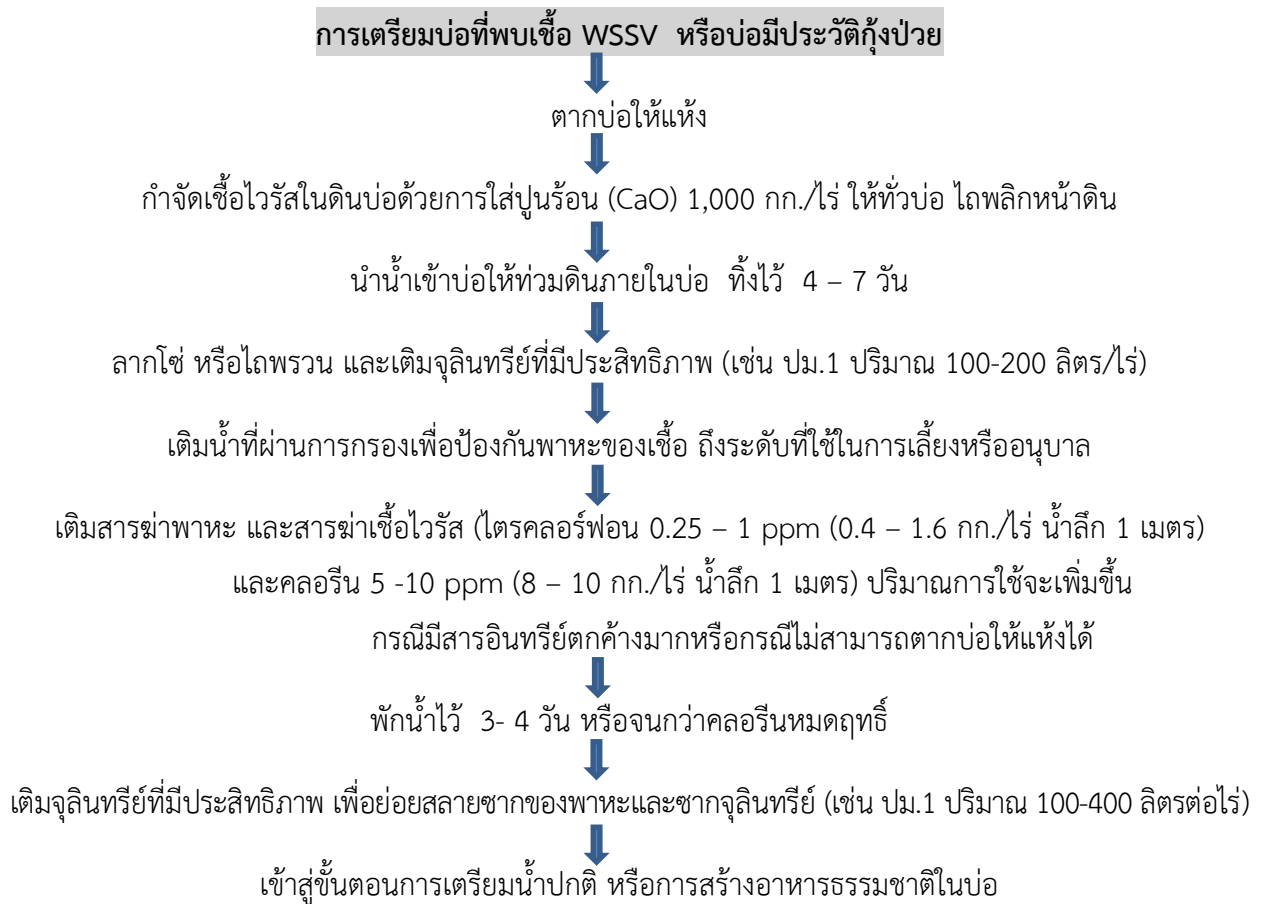 การเตรียมบ่อที่พบเชื้อ WSSV หรือบ่อมีประวัติกุ้งป่วย
ตากบ่อให้แห้ง
กำจัดเชื้อไวรัสในดินบ่อด้วยการใส่ปูนร้อน (CaO) 1,000 กก./ไร่ ให้ทั่วบ่อ ไถพลิกหน้าดิน
นำน้ำเข้าบ่อให้ท่วมดินภายในบ่อ ทิ้งไว้ 4 – 7 วัน
ลากโซ่ หรือไถพรวน และเติมจุลินทรีย์ที่มีประสิทธิภาพ (เช่น ปม.1 ปริมาณ 100-200 ลิตร/ไร่)
เติมน้ำที่ผ่านการกรองเพื่อป้องกันพาหะของเชื้อ ถึงระดับที่ใช้ในการเลี้ยงหรืออนุบาล
เติมสารฆ่าพาหะ และสารฆ่าเชื้อไวรัส (ไตรคลอร์ฟอน 0.25 – 1 ppm (0.4 – 1.6 กก./ไร่ น้ำลึก 1 เมตร)
และคลอรีน 5 -10 ppm (8 – 10 กก./ไร่ น้ำลึก 1 เมตร) ปริมาณการใช้จะเพิ่มขึ้น
กรณีมีสารอินทรีย์ตกค้างมากหรือกรณีไม่สามารถตากบ่อให้แห้งได้
พักน้ำไว้ 3- 4 วัน หรือจนกว่าคลอรีนหมดฤทธิ์
เติมจุลินทรีย์ที่มีประสิทธิภาพ เพื่อย่อยสลายซากของพาหะและซากจุลินทรีย์ (เช่น ปม.1 ปริมาณ 100-400 ลิตรต่อไร่)
เข้าสู่ขั้นตอนการเตรียมน้ำปกติ หรือการสร้างอาหารธรรมชาติในบ่อ